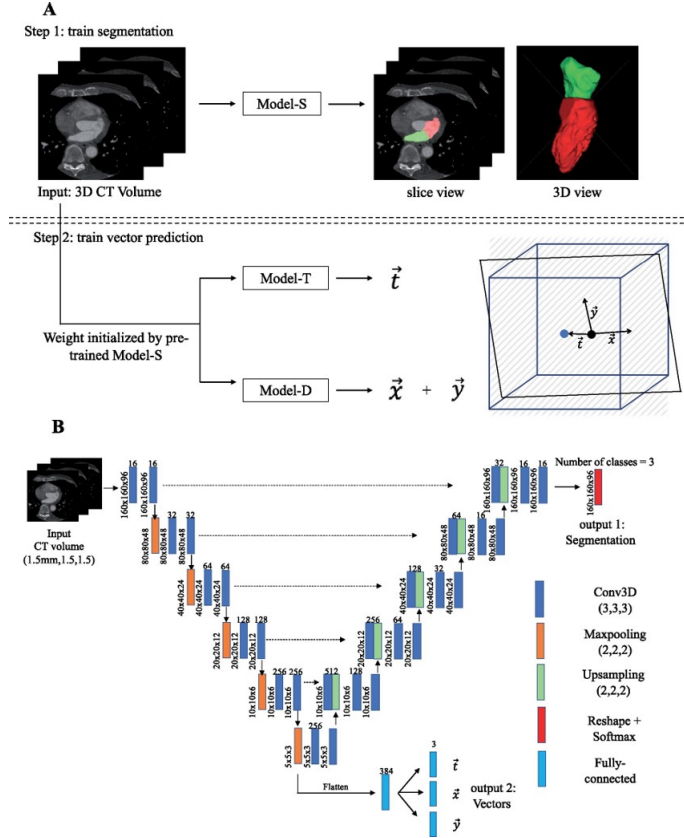 A
Step 1: train segmentation
Model-S
Input: 3D CT Volume
slice view
3D view
Step 2: train vector prediction
Model-T
t
Weight initialized by pre-
trained Model-S
Model-D
x + y
y
t
x
B
Input
CT volume
(1.5mm,1.5,1.5)
16 16
160x160x96 160x160x96
32 32
80x80x48 80x80x48 80x80x48
64 64
40x40x24 40x40x24 40x40x24
128 128
20x20x12 20x20x12 20x20x12
256 256
10x10x6 10x10x6 10x10x6
256
5x5x3 5x5x3 5x5x3
512 128
10x10x6 10x10x6 10x10x6
256 64
20x20x12 20x20x12 20x20x12
128 32
40x40x24 40x40x24 40x40x24
64 16
80x80x48 80x80x48 80x80x48
32 16 16
160x160x96 160x160x96 160x160x96
Number of classes = 3
160x160x96
output 1:
Segmentation
Conv3D
(3,3,3)
Maxpooling
(2,2,2)
Upsampling
(2,2,2)
Reshape +
Softmax
Fully-
connected
Flatten
384
3
t
x
y
output 2:
Vectors